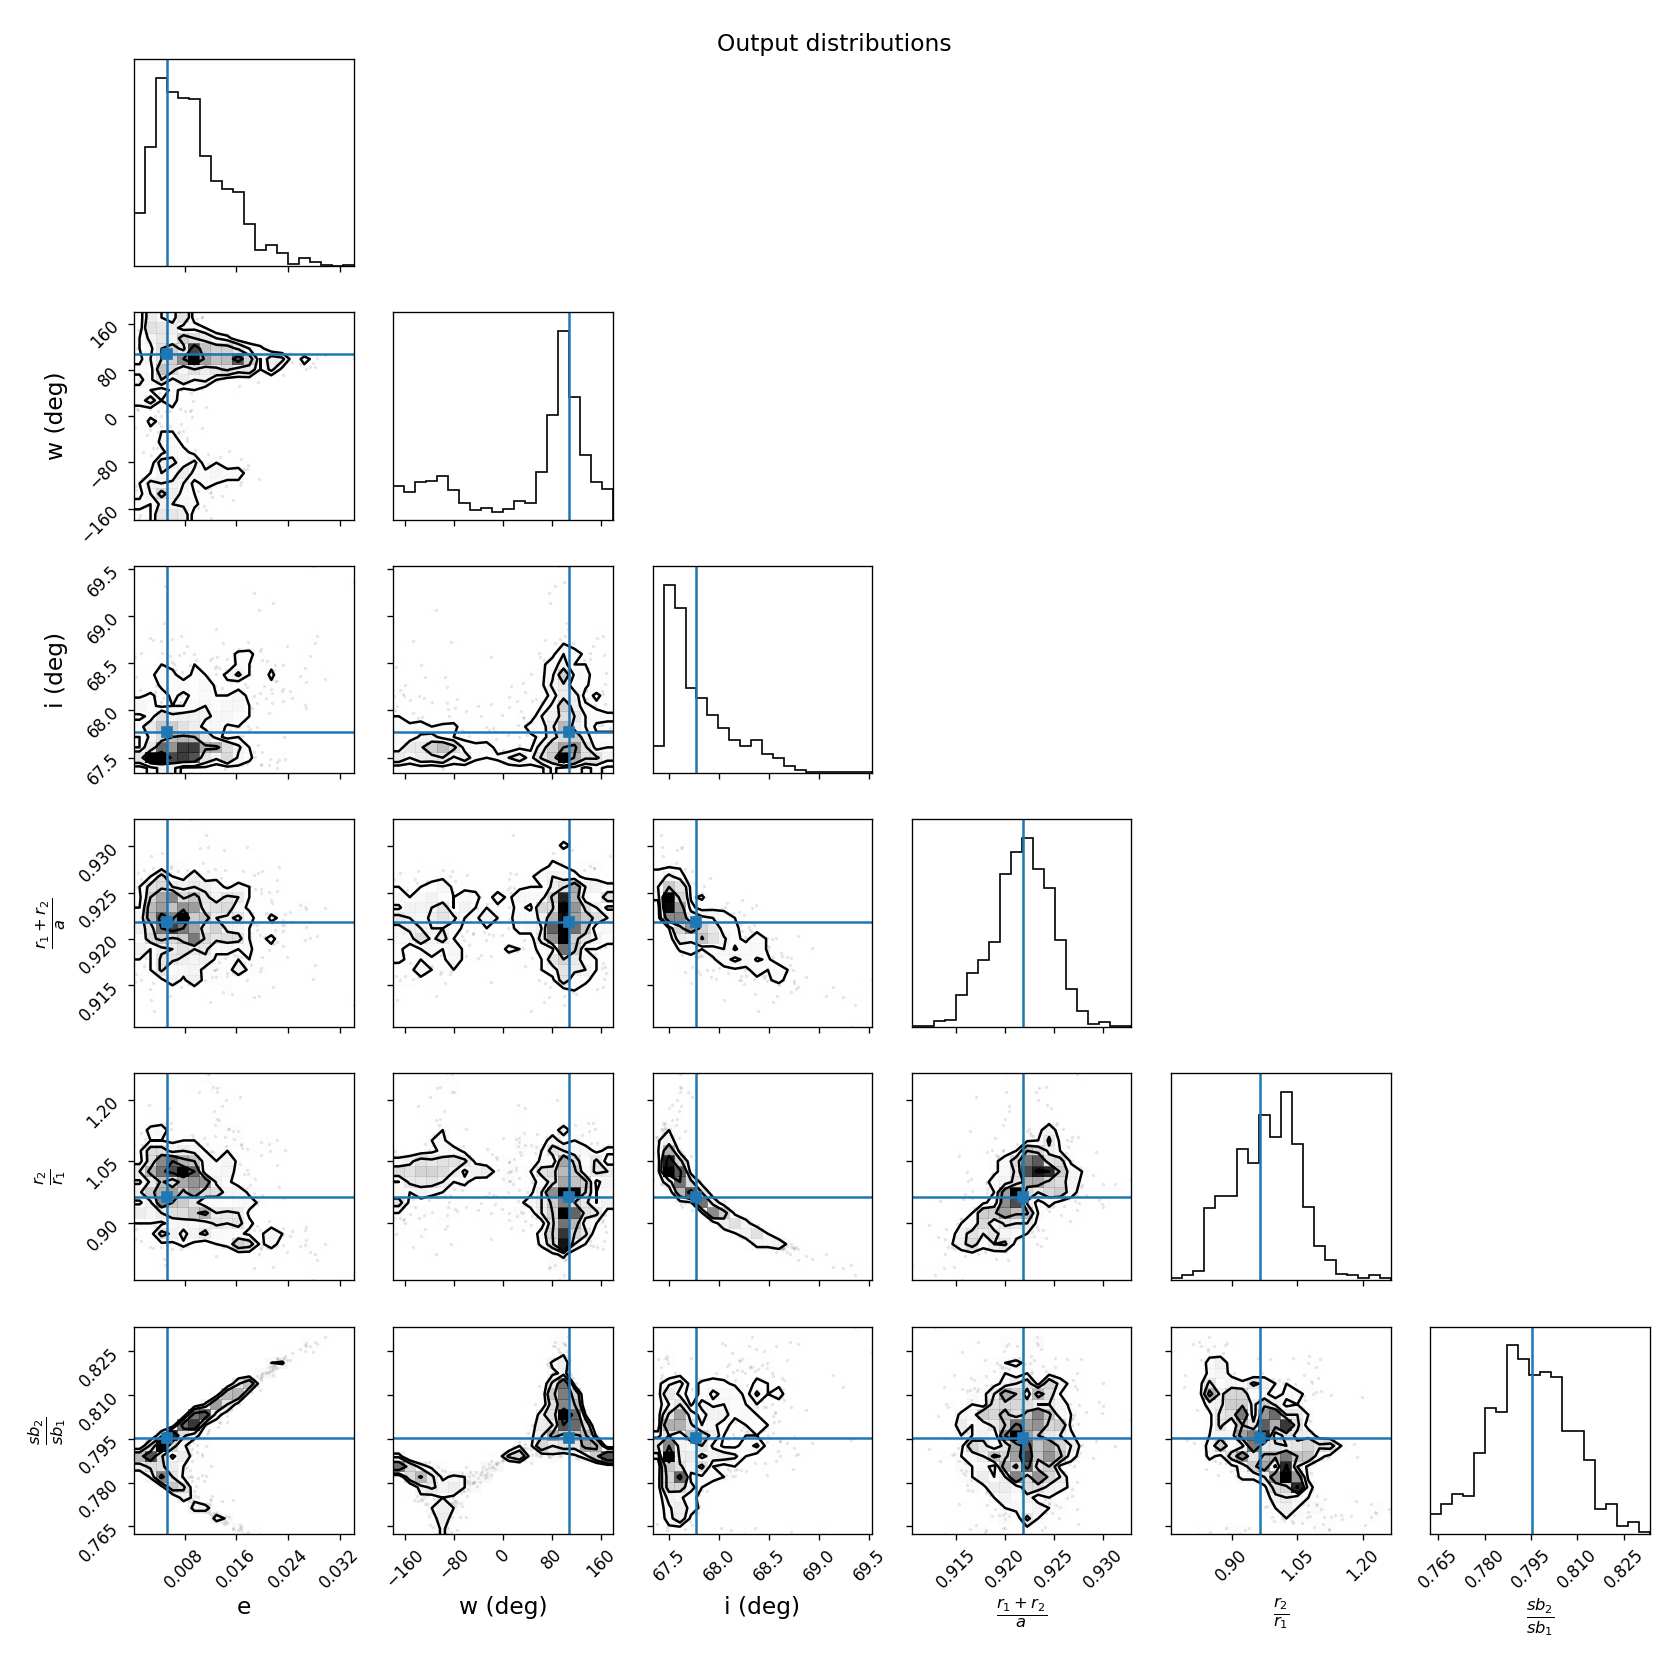 Output distributions
160
80
0
−80
−160
w (deg)
69.5
69.0
68.5
68.0
67.5
i (deg)
0.930
0.925
0.920
0.915
r₁ + r₂
a
1.20
1.05
0.90
r₂
r₁
0.825
0.810
0.795
0.780
0.765
sb₂
sb₁
0.008 0.016 0.024 0.032 −160 −80 0 80 160 67.5 68.0 68.5 69.0 69.5 0.915 0.920 0.925 0.930 0.90 1.05 1.20 0.765 0.780 0.795 0.810 0.825
e w (deg) i (deg)
r₁ + r₂
a
r₂
r₁
sb₂
sb₁